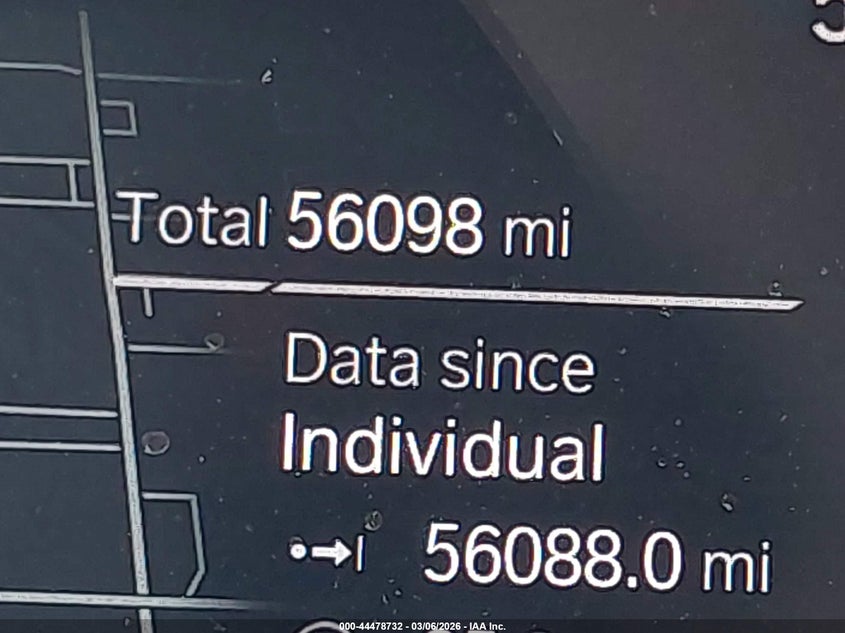 Total 56098 mi
Data since
Individual
56088.0 mi
000-44478732 - 03/06/2026 - IAA Inc.